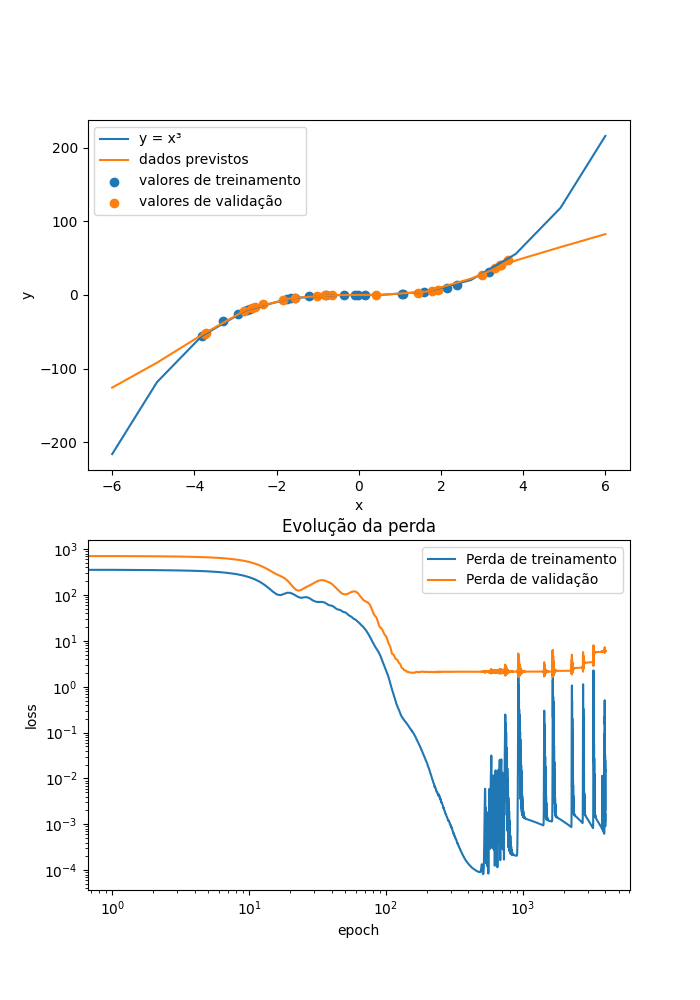 y = x³
dados previstos
valores de treinamento
valores de validação
200
100
0
−100
−200
y
−6
−4
−2
0
2
4
6
x
Evolução da perda
Perda de treinamento
Perda de validação
10³
10²
10¹
10⁰
10⁻¹
10⁻²
10⁻³
10⁻⁴
loss
10⁰
10¹
10²
10³
epoch